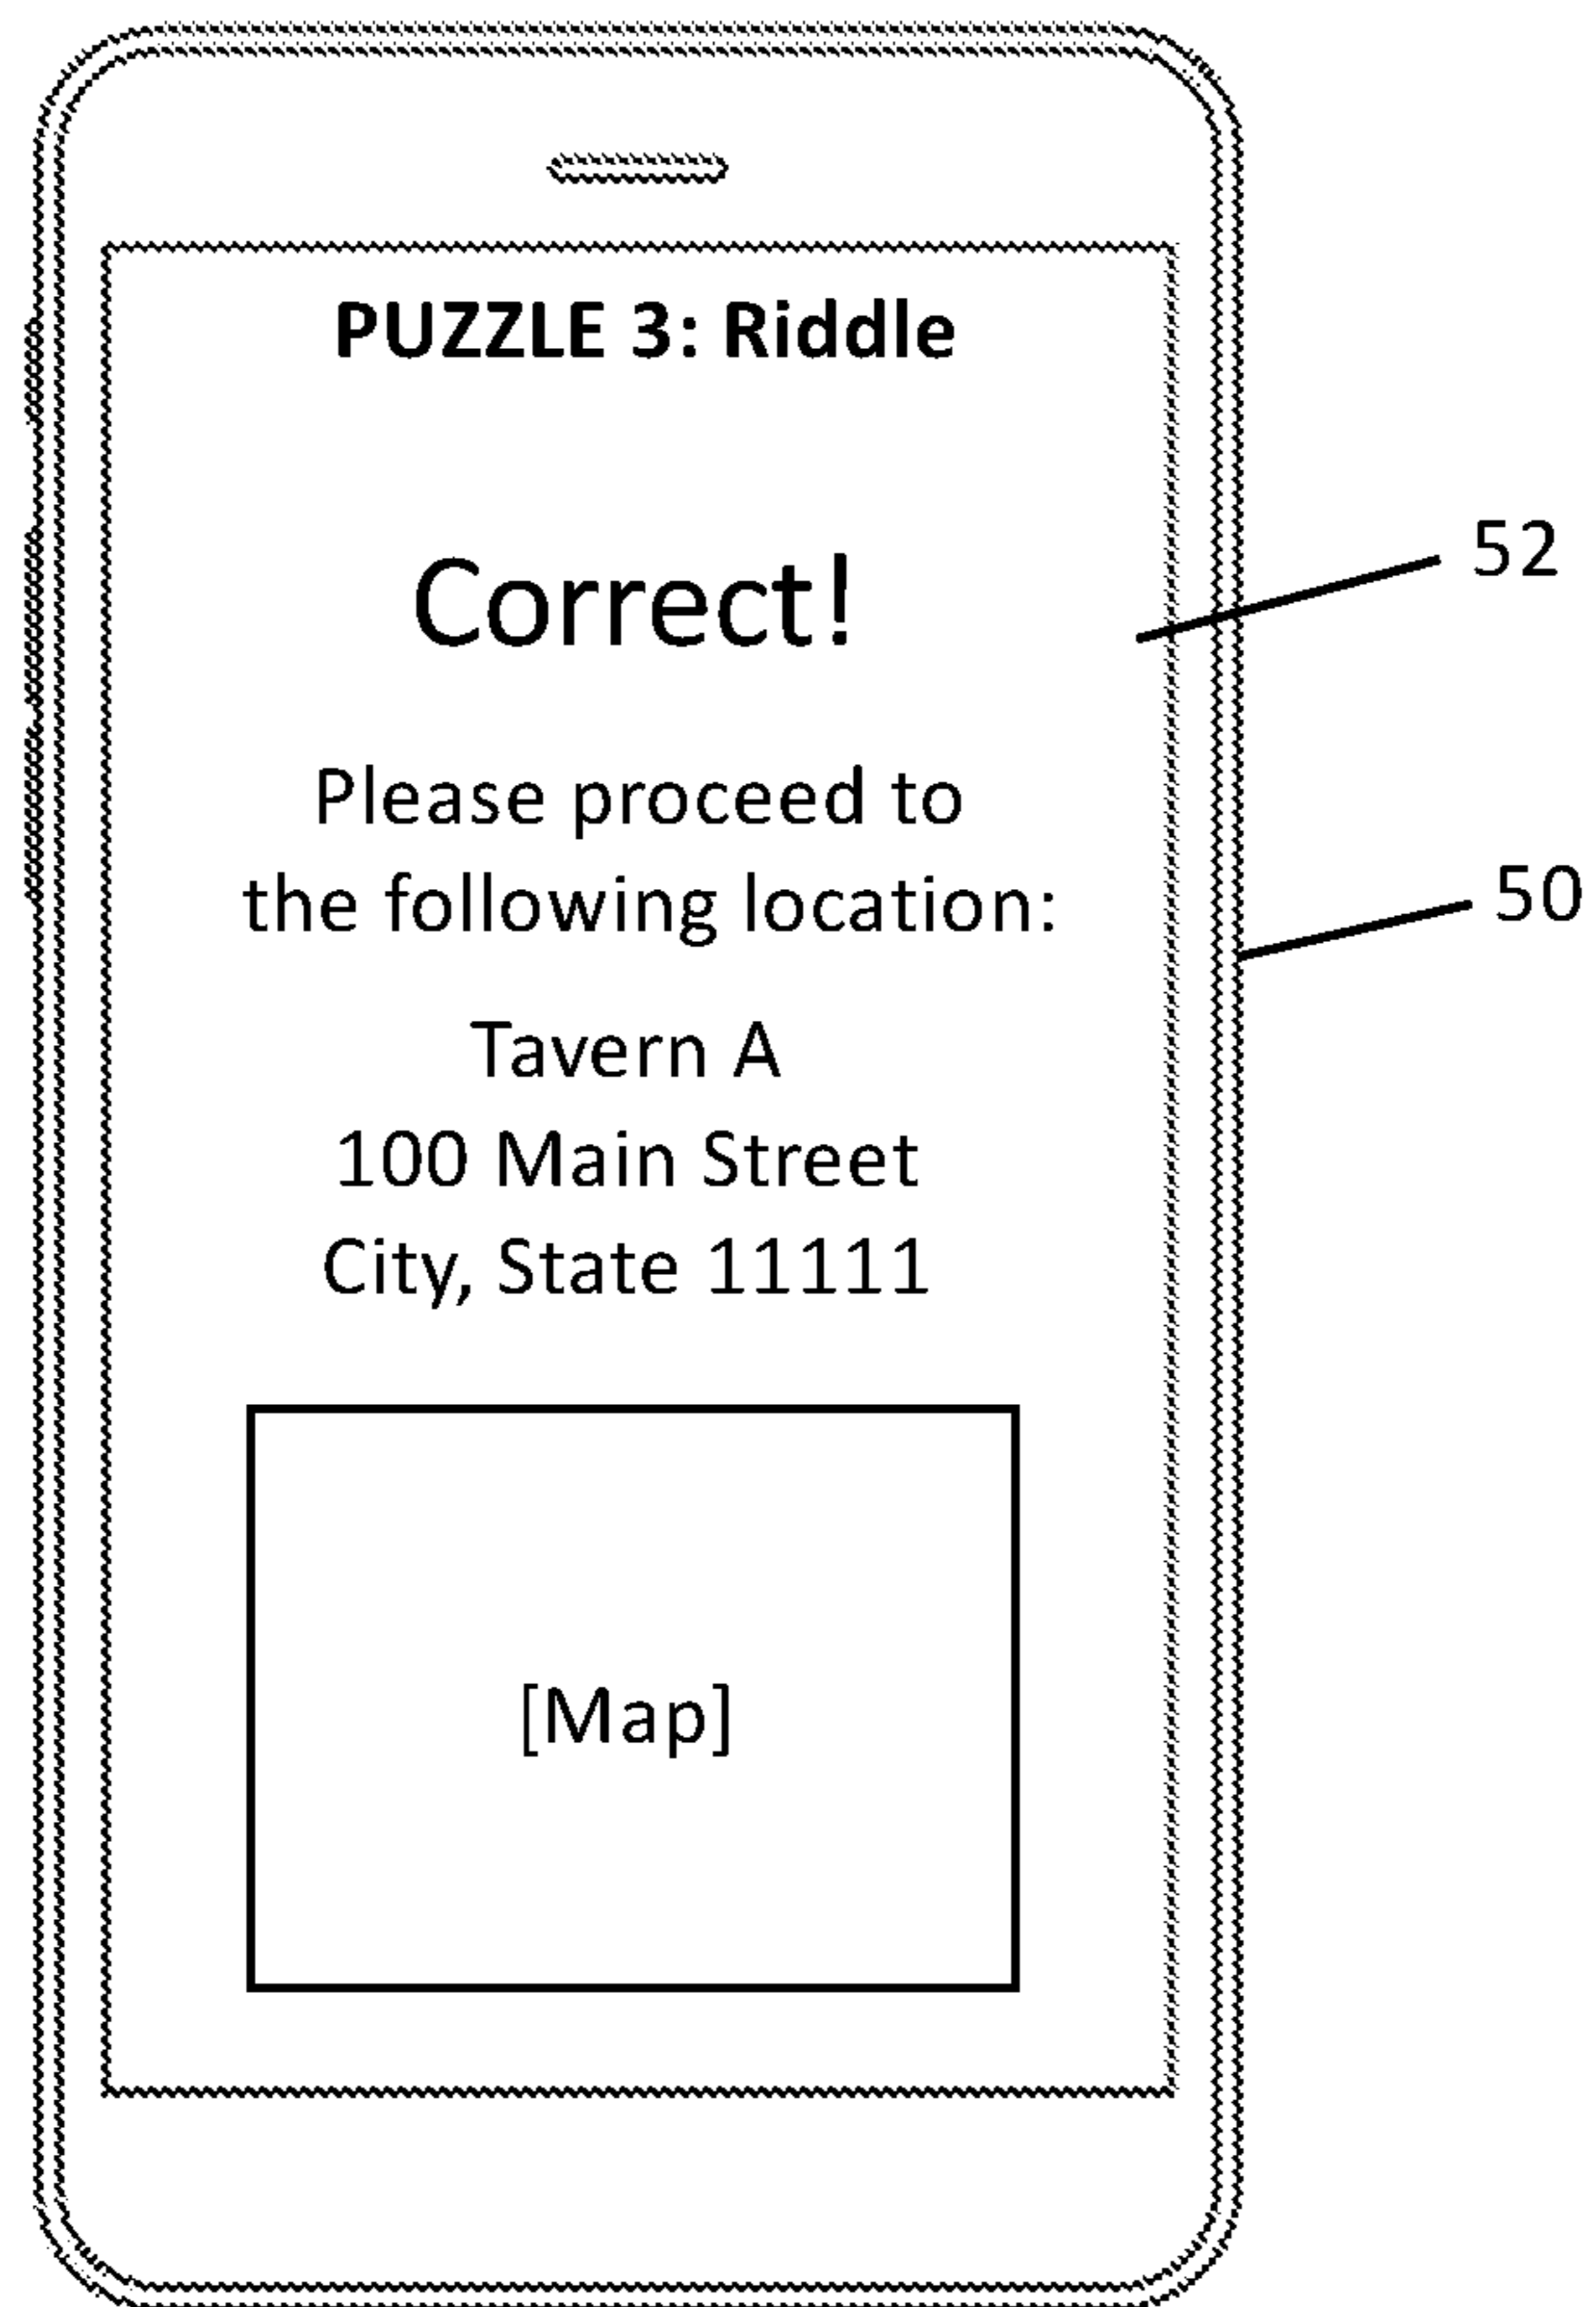 PUZZLE 3: Riddle
Correct!
52
Please proceed to
the following location:
50
Tavern A
100 Main Street
City, State 11111
[Map]